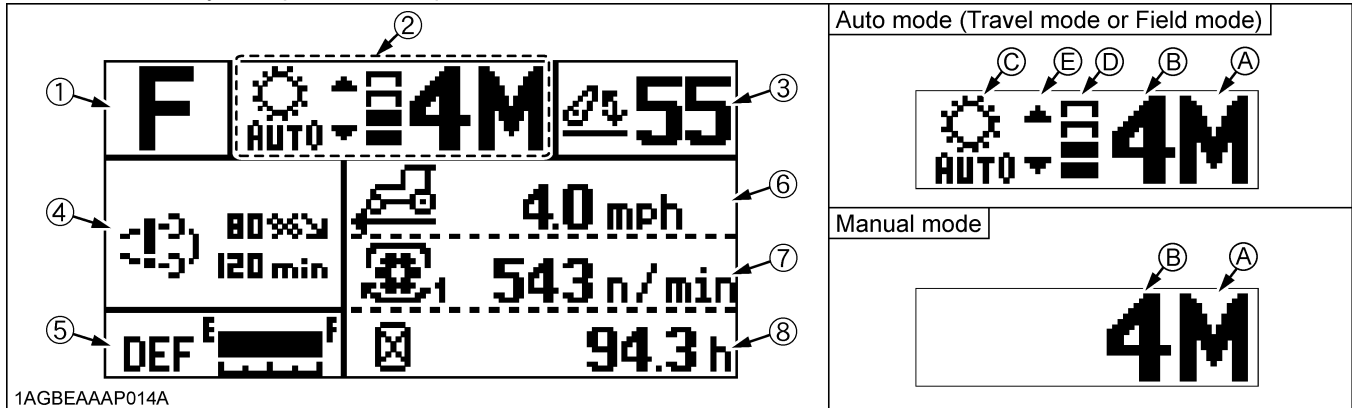 ②
Auto mode (Travel mode or Field mode)
① F AUTO 4M 55 ③
Ⓒ Ⓔ Ⓓ Ⓑ Ⓐ
AUTO 4M
④ 80% 120 min
4.0 mph ⑥
1 543 n/min ⑦
⑤ DEF E F
94.3 h ⑧
Manual mode
Ⓑ Ⓐ
4M
1AGBEAAAP014A